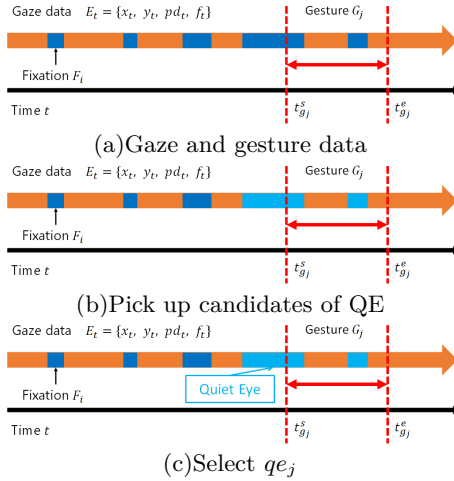 Gaze data E_t = {x_t, y_t, pd_t, f_t} Gesture G_j
Fixation F_i
Time t t^s_{g_j} t^e_{g_j}
(a)Gaze and gesture data
Gaze data E_t = {x_t, y_t, pd_t, f_t} Gesture G_j
Fixation F_i
Time t t^s_{g_j} t^e_{g_j}
(b)Pick up candidates of QE
Gaze data E_t = {x_t, y_t, pd_t, f_t} Gesture G_j
Fixation F_i Quiet Eye
Time t t^s_{g_j} t^e_{g_j}
(c)Select qe_j